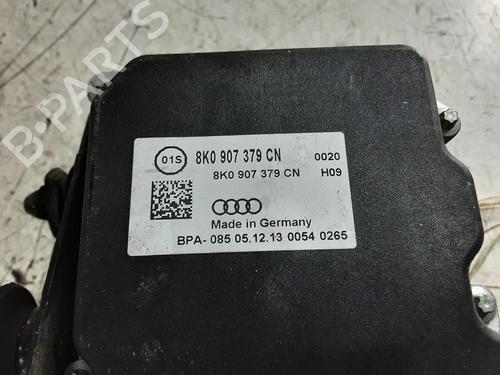 B-PARTS
01S
8K0 907 379 CN 0020
8K0 907 379 CN H09
Made in Germany
BPA- 085 05.12.13 0054 0265